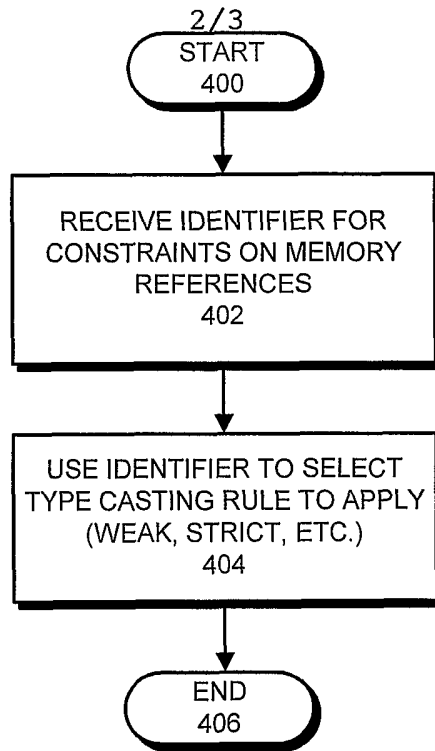 2/3
START
400
RECEIVE IDENTIFIER FOR
CONSTRAINTS ON MEMORY
REFERENCES
402
USE IDENTIFIER TO SELECT
TYPE CASTING RULE TO APPLY
(WEAK, STRICT, ETC.)
404
END
406